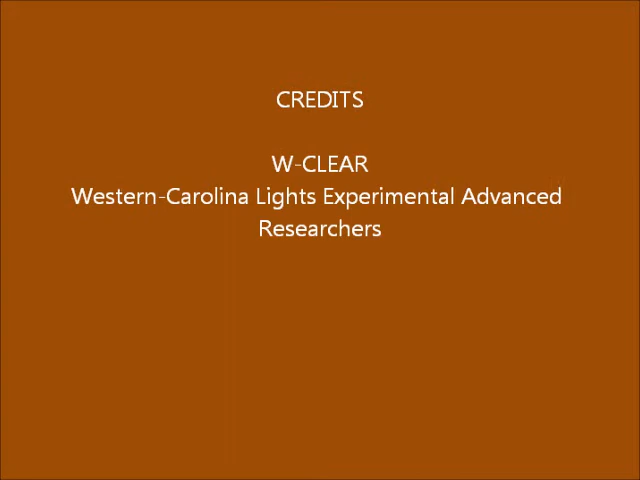 CREDITS
W-CLEAR
Western-Carolina Lights Experimental Advanced
Researchers